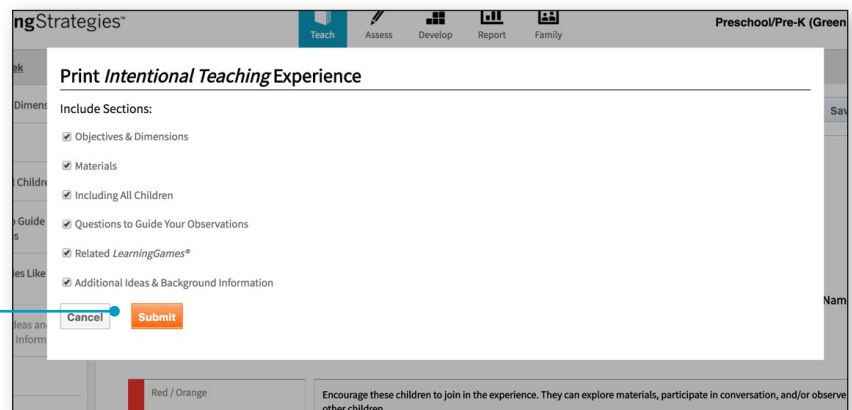 ngStrategies™
Teach
Assess
Develop
Report
Family
Preschool/Pre-K (Green
ek
Print Intentional Teaching Experience
Dimens
Include Sections:
Sav
Objectives & Dimensions
Materials
l Childre
Including All Children
o Guide
s
Questions to Guide Your Observations
Related LearningGames®
ies Like
Additional Ideas & Background Information
Nam
Cancel
Submit
deas an
Inform
Red / Orange
Encourage these children to join in the experience. They can explore materials, participate in conversation, and/or observe
other children.